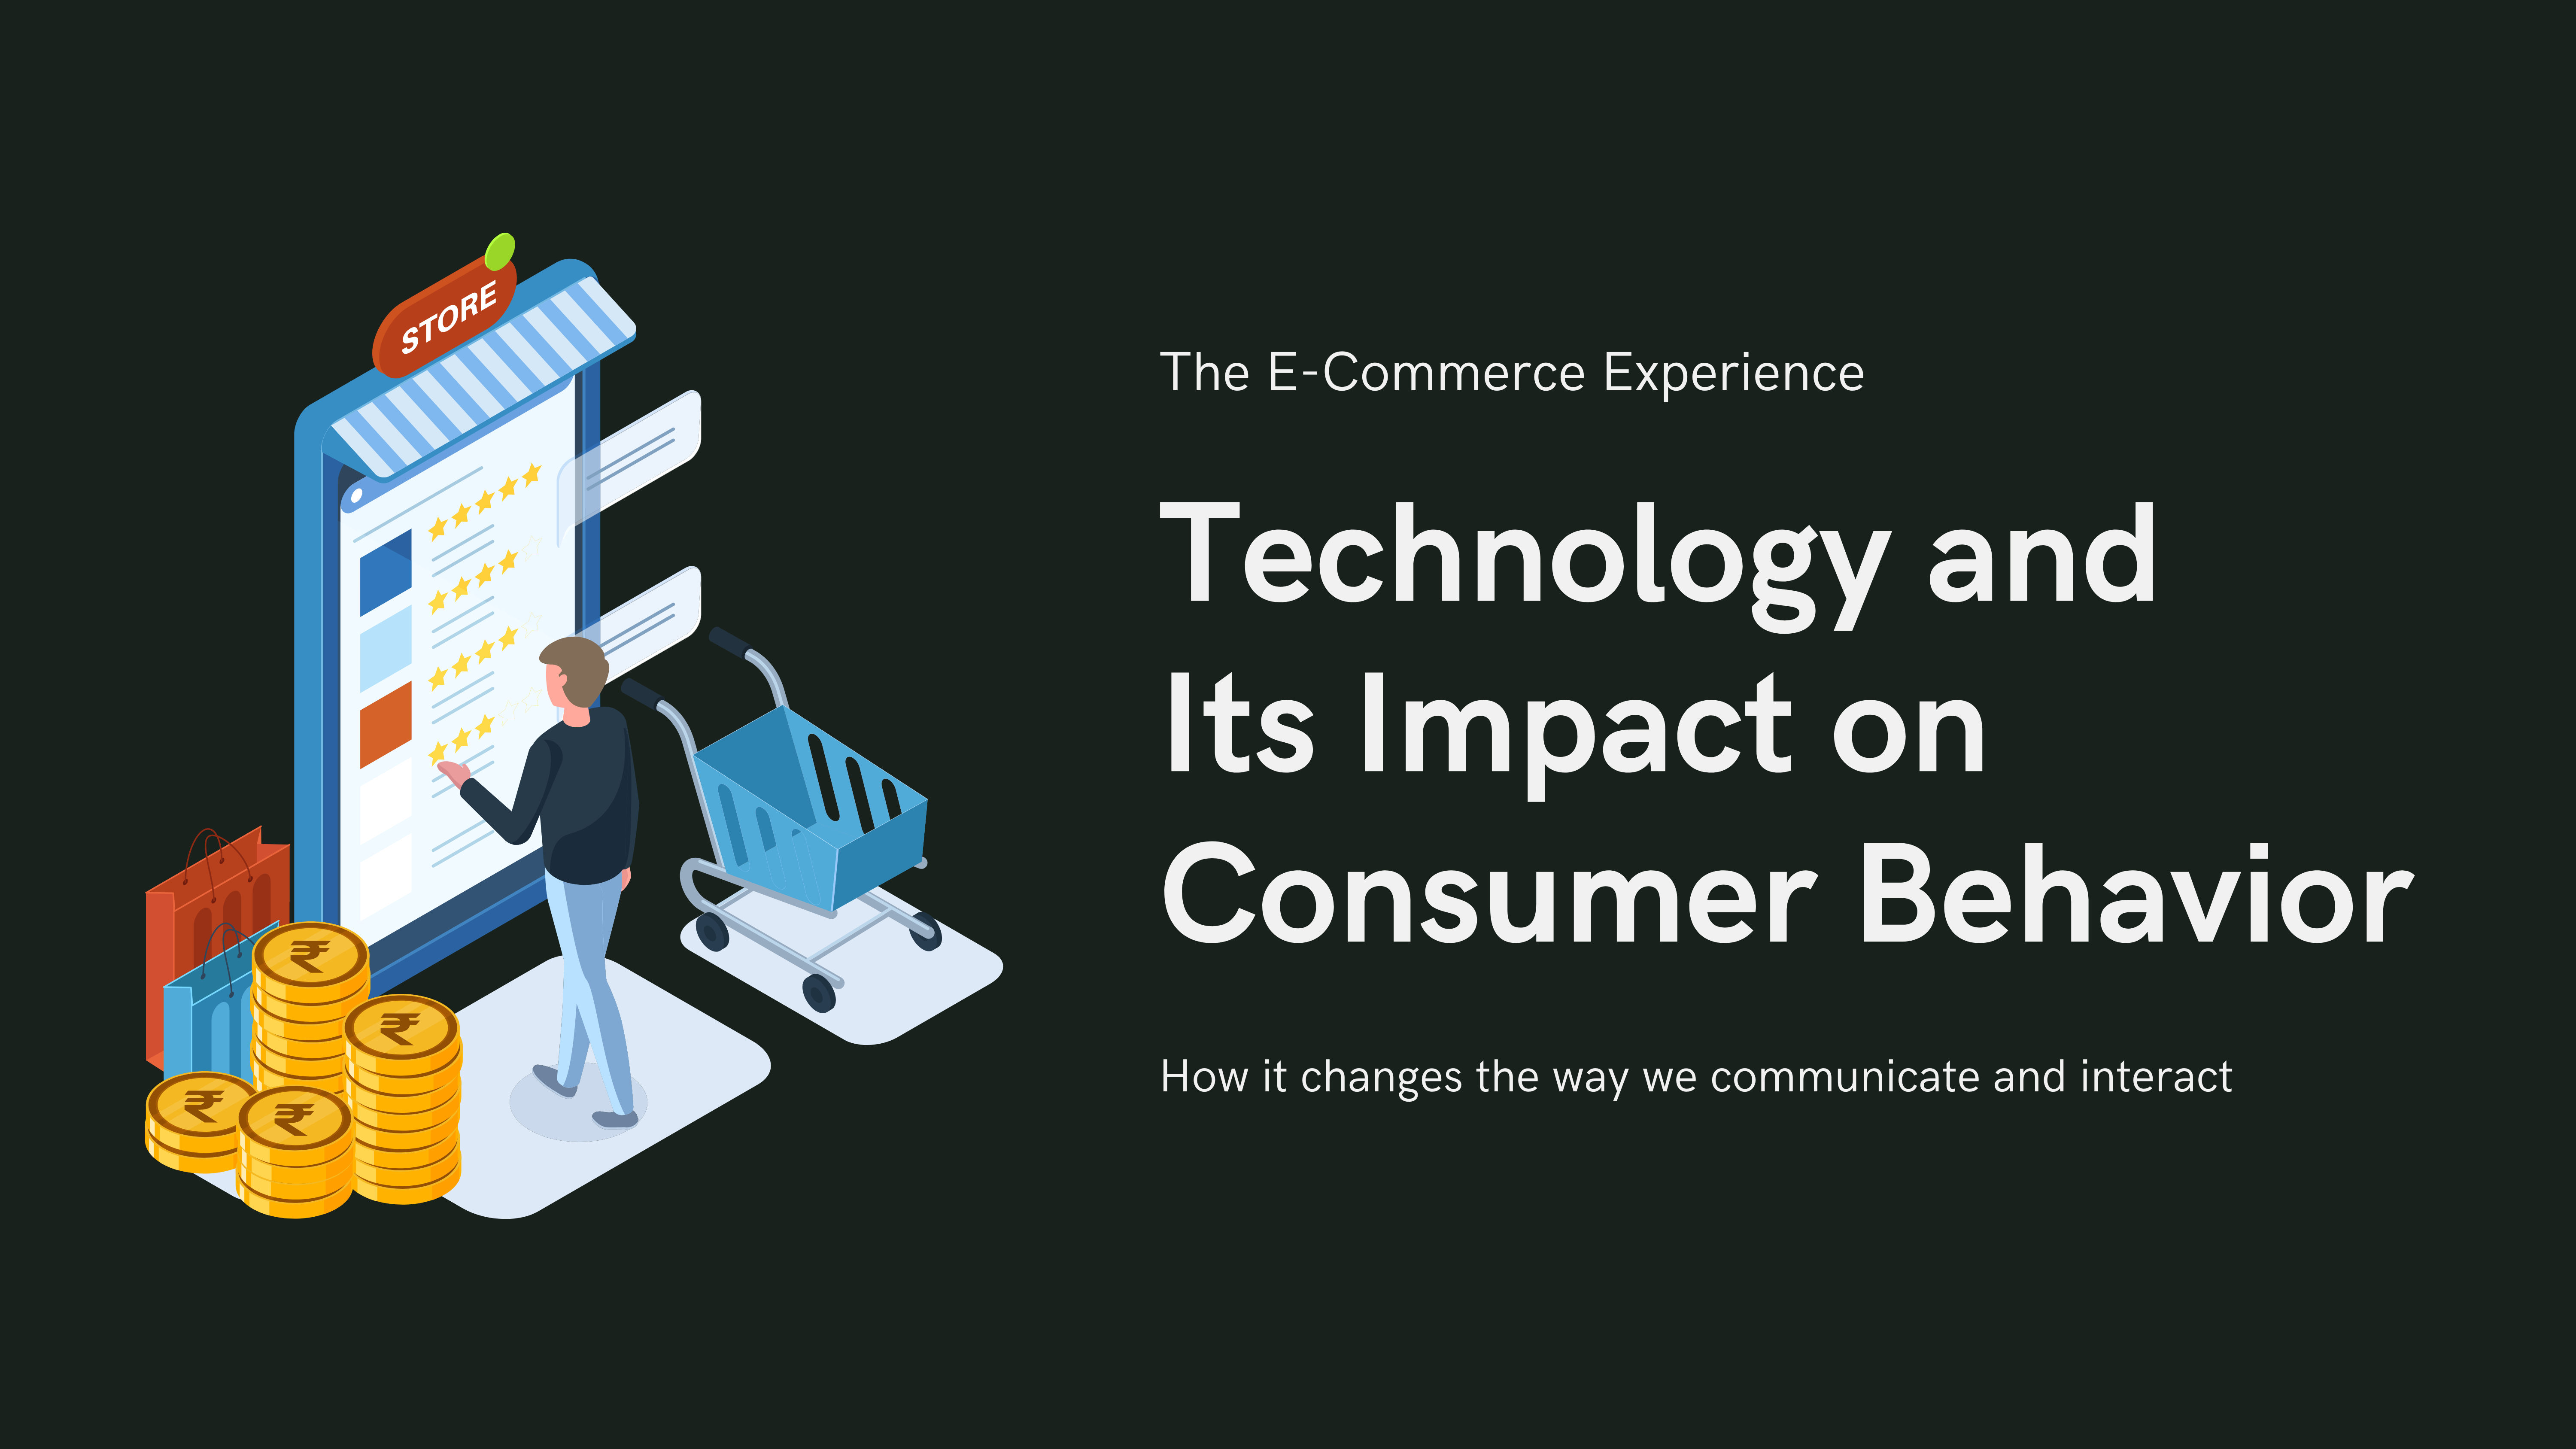 STORE
₹
₹
₹
₹
The E-Commerce Experience
Technology and
Its Impact on
Consumer Behavior
How it changes the way we communicate and interact